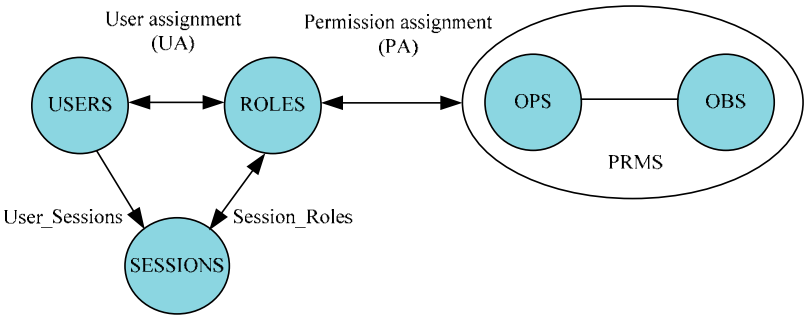 User assignment
(UA)
Permission assignment
(PA)
USERS
ROLES
OPS
OBS
PRMS
User_Sessions
Session_Roles
SESSIONS